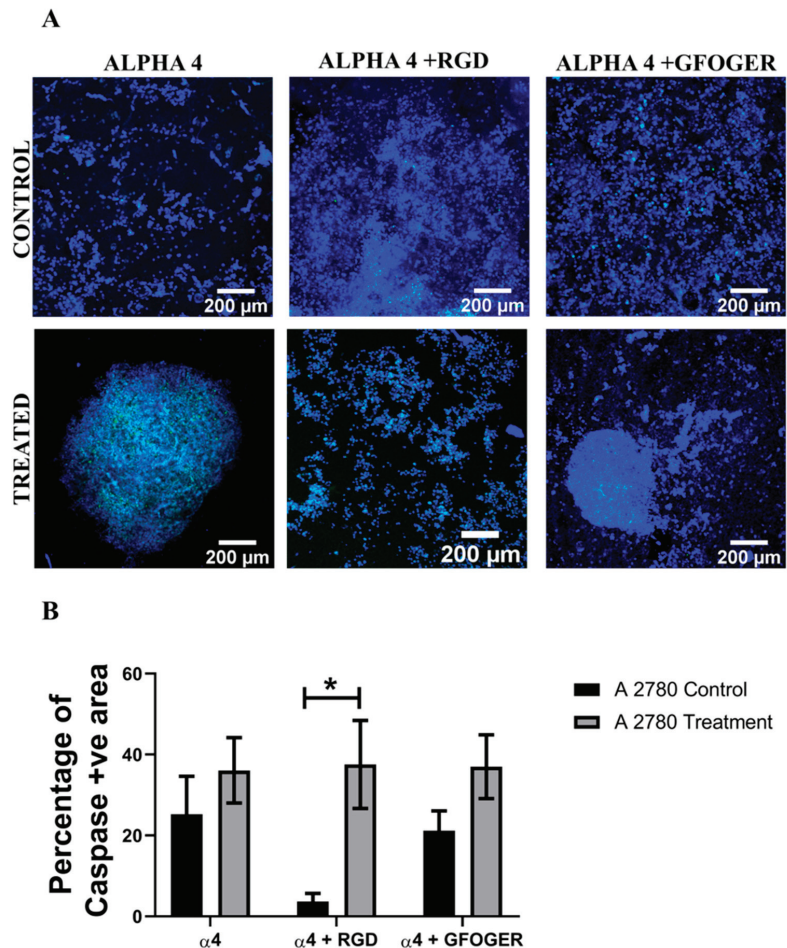 A
ALPHA 4
ALPHA 4 +RGD
ALPHA 4 +GFOGER
CONTROL
200 µm
200 µm
200 µm
TREATED
200 µm
200 µm
200 µm
B
Percentage of
Caspase +ve area
60
40
20
0
*
α4
α4 + RGD
α4 + GFOGER
A 2780 Control
A 2780 Treatment